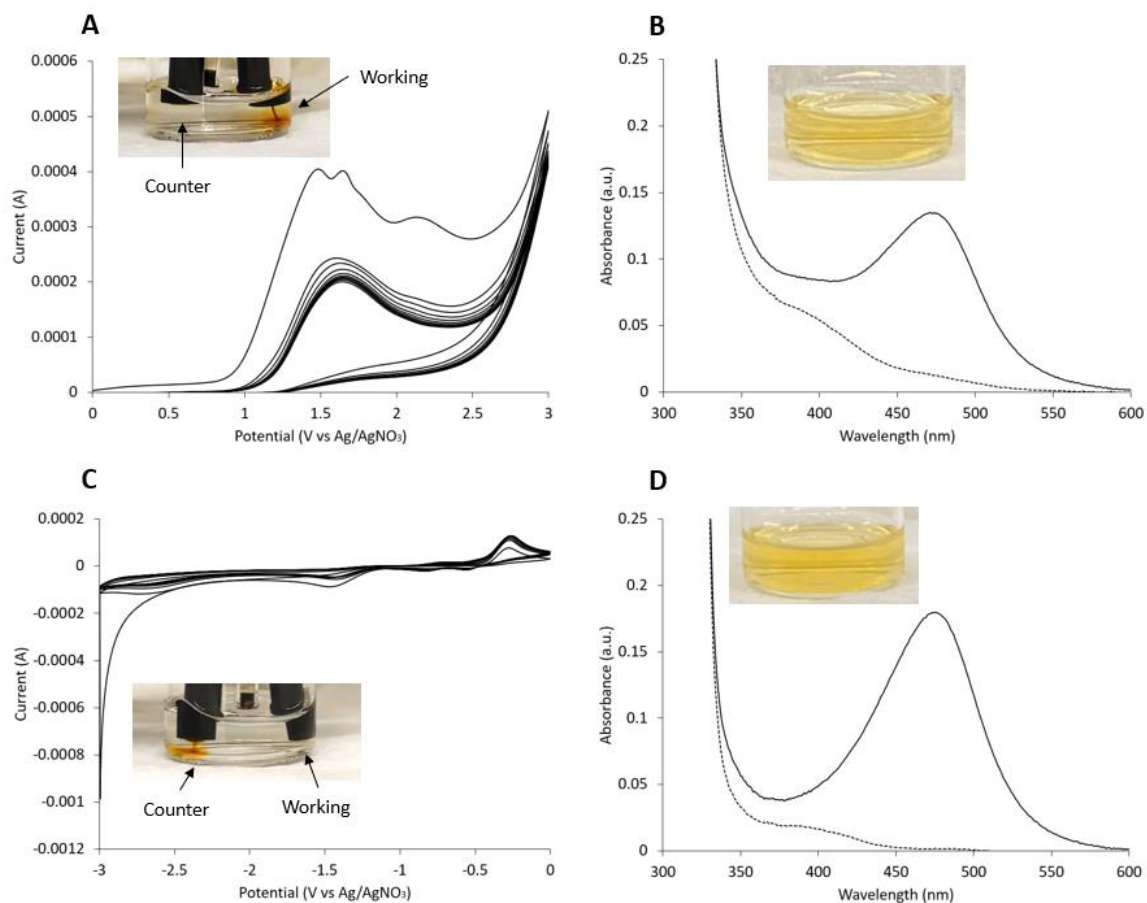 A
0.0006
0.0005
0.0004
0.0003
0.0002
0.0001
0
Current (A)
Working
Counter
0 0.5 1 1.5 2 2.5 3
Potential (V vs Ag/AgNO₃)
B
0.25
0.2
0.15
0.1
0.05
0
Absorbance (a.u.)
300 350 400 450 500 550 600
Wavelength (nm)
C
0.0002
0
-0.0002
-0.0004
-0.0006
-0.0008
-0.001
-0.0012
Current (A)
Counter
Working
-3 -2.5 -2 -1.5 -1 -0.5 0
Potential (V vs Ag/AgNO₃)
D
0.25
0.2
0.15
0.1
0.05
0
Absorbance (a.u.)
300 350 400 450 500 550 600
Wavelength (nm)